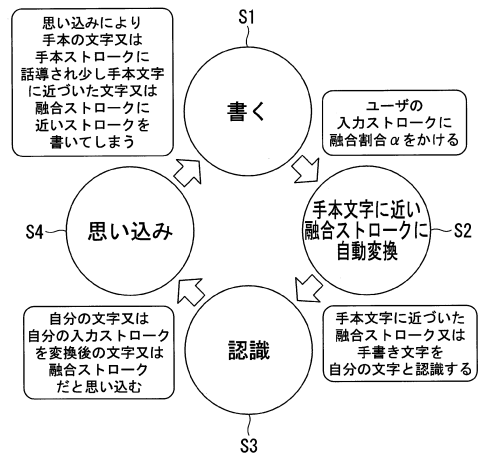 S1
思い込みにより
手本の文字又は
手本ストロークに
話導され少し手本文字
に近づいた文字又は
融合ストロークに
近いストロークを
書いてしまう
書く
ユーザの
入力ストロークに
融合割合αをかける
S4
思い込み
手本文字に近い
融合ストロークに
自動変換
S2
自分の文字又は
自分の入力ストローク
を変換後の文字又は
融合ストローク
だと思い込む
認識
手本文字に近づいた
融合ストローク又は
手書き文字を
自分の文字と認識する
S3